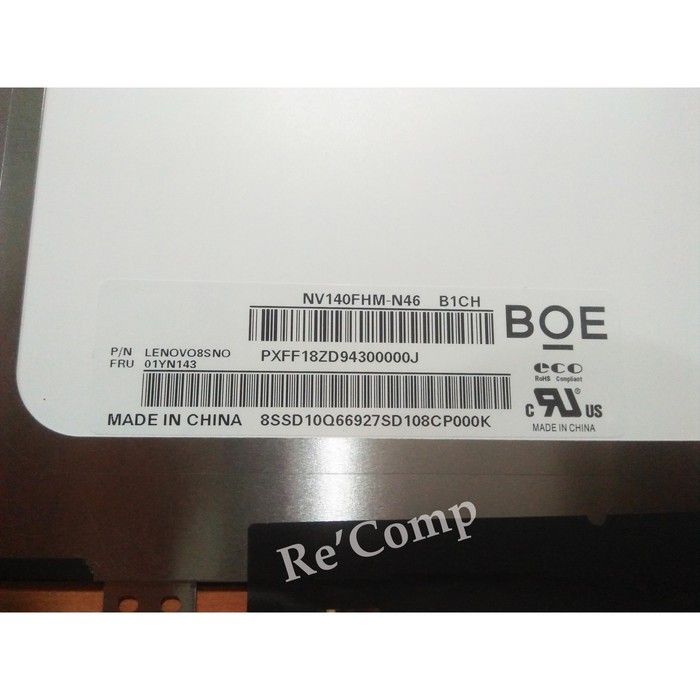 NV140FHM-N46 B1CH
BOE
P/N LENOVO8SNO
FRU 01YN143
PXFF18ZD94300000J
eco
RoHS Compliant
c RU ® US
MADE IN CHINA
MADE IN CHINA 8SSD10Q66927SD108CP000K
Re'Comp